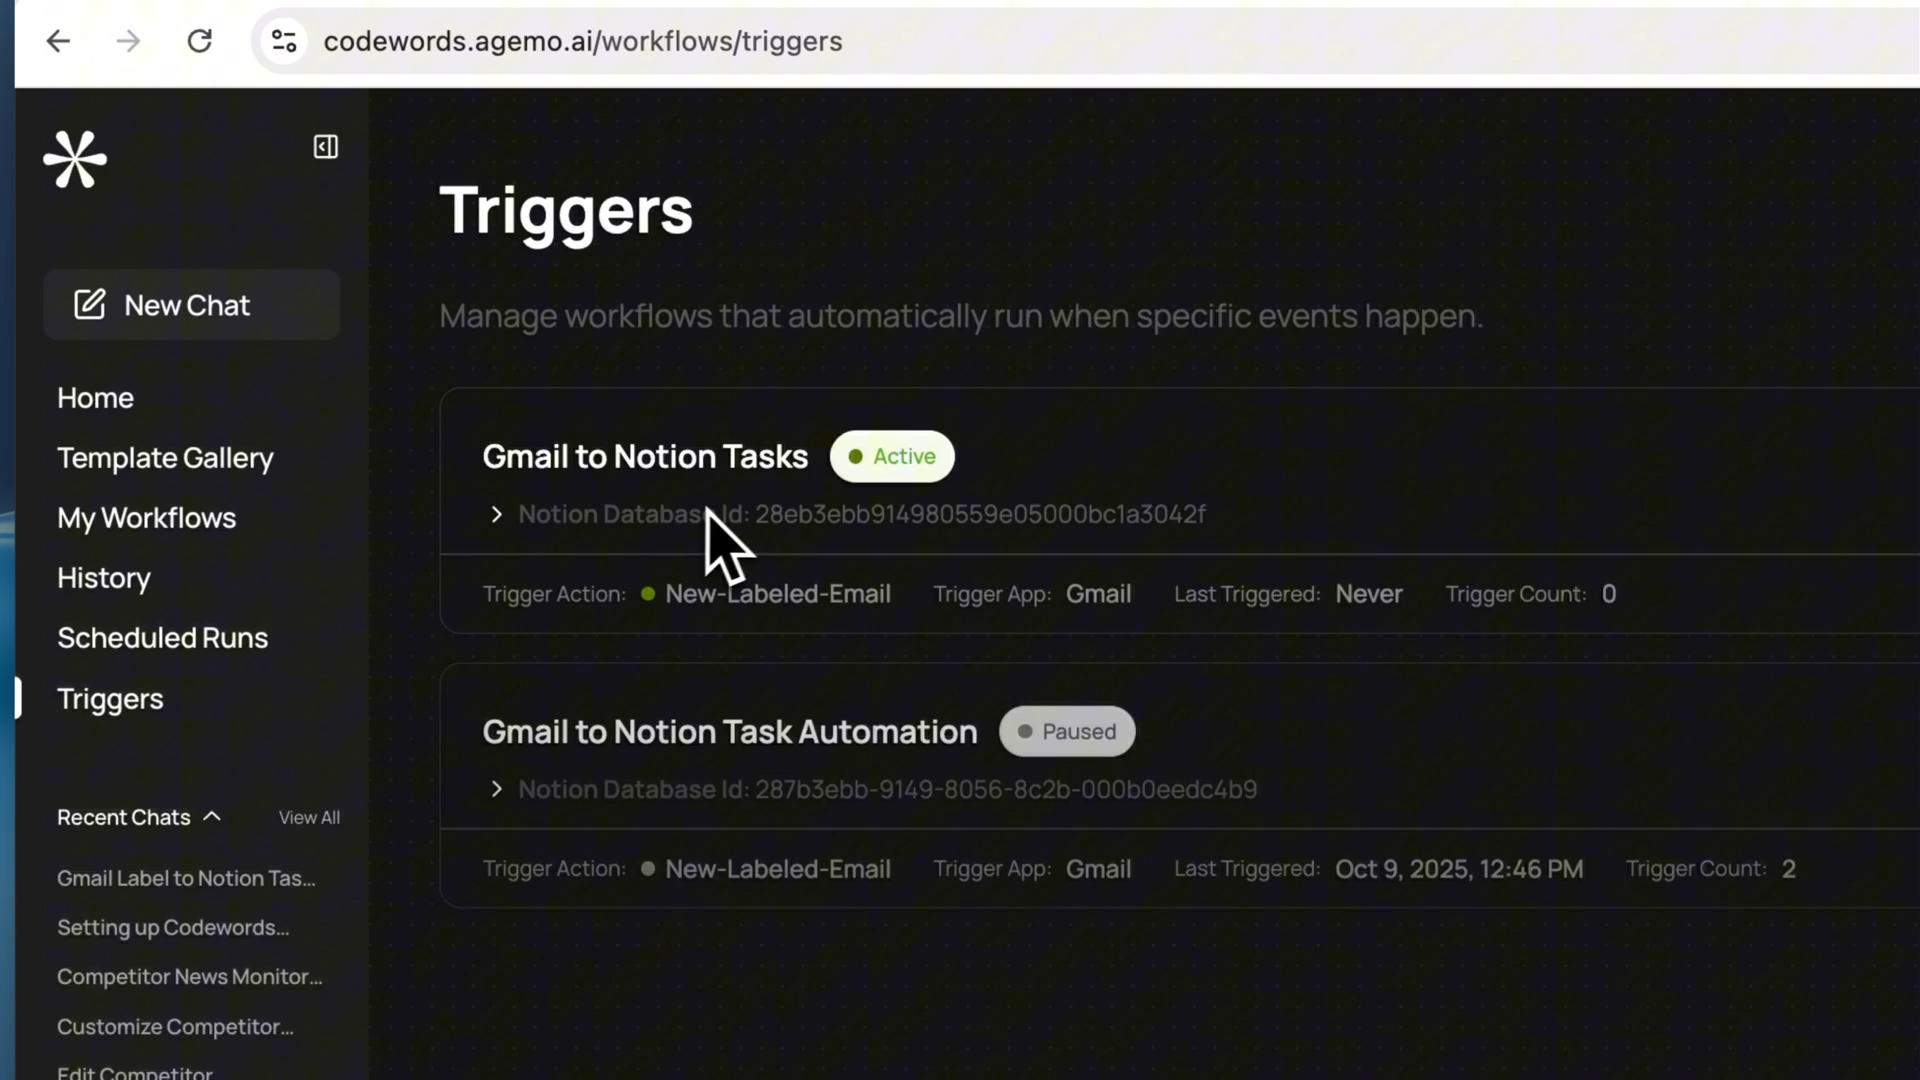 codewords.agemo.ai/workflows/triggers
New Chat
Home
Template Gallery
My Workflows
History
Scheduled Runs
Triggers
Recent Chats
View All
Gmail Label to Notion Tas...
Setting up Codewords...
Competitor News Monitor...
Customize Competitor...
Edit Competitor
Triggers
Manage workflows that automatically run when specific events happen.
Gmail to Notion Tasks
Active
Notion Database Id: 28eb3ebb914980559e05000bc1a3042f
Trigger Action: New-Labeled-Email Trigger App: Gmail Last Triggered: Never Trigger Count: 0
Gmail to Notion Task Automation
Paused
Notion Database Id: 287b3ebb-9149-8056-8c2b-000b0eedc4b9
Trigger Action: New-Labeled-Email Trigger App: Gmail Last Triggered: Oct 9, 2025, 12:46 PM Trigger Count: 2